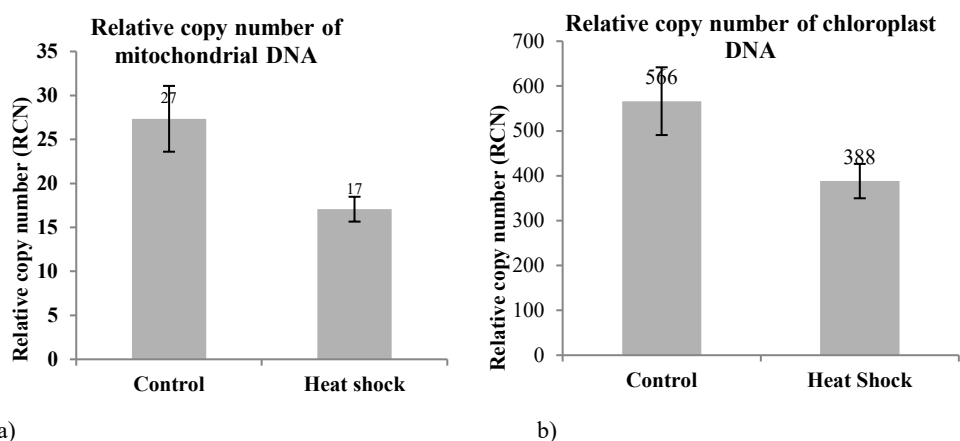 Relative copy number of
mitochondrial DNA
Relative copy number (RCN)
35
30
25
20
15
10
5
0
27
17
Control
Heat shock
a)
Relative copy number of chloroplast
DNA
Relative copy number (RCN)
700
600
500
400
300
200
100
0
566
388
Control
Heat Shock
b)